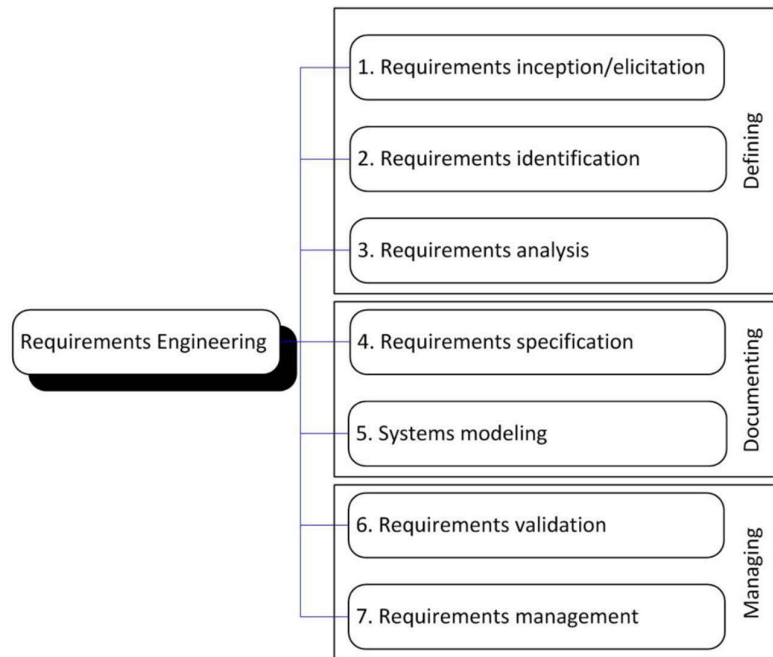 Requirements Engineering
1. Requirements inception/elicitation
2. Requirements identification
3. Requirements analysis
Defining
4. Requirements specification
5. Systems modeling
Documenting
6. Requirements validation
7. Requirements management
Managing